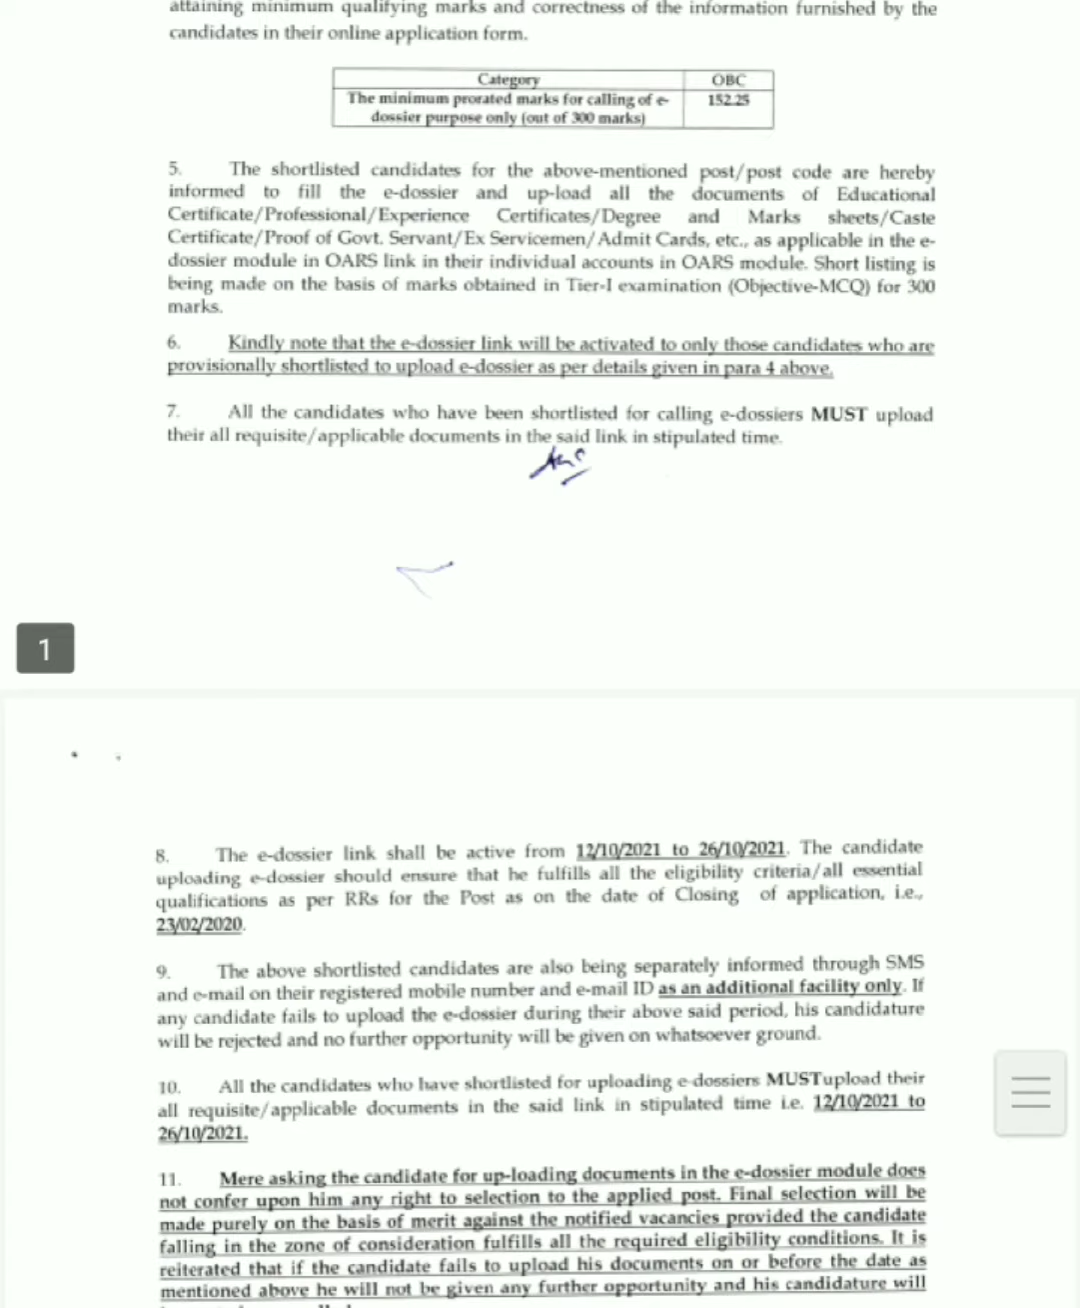 attaining minimum qualifying marks and correctness of the information furnished by the
candidates in their online application form.
Category OBC
The minimum prorated marks for calling of e- 152.25
dossier purpose only (out of 300 marks)
5. The shortlisted candidates for the above-mentioned post/post code are hereby
informed to fill the e-dossier and up-load all the documents of Educational
Certificate/Professional/Experience Certificates/Degree and Marks sheets/Caste
Certificate/Proof of Govt. Servant/Ex Servicemen/Admit Cards, etc., as applicable in the e-
dossier module in OARS link in their individual accounts in OARS module. Short listing is
being made on the basis of marks obtained in Tier-I examination (Objective-MCQ) for 300
marks.
6. Kindly note that the e-dossier link will be activated to only those candidates who are
provisionally shortlisted to upload e-dossier as per details given in para 4 above.
7. All the candidates who have been shortlisted for calling e-dossiers MUST upload
their all requisite/applicable documents in the said link in stipulated time.
1
8. The e-dossier link shall be active from 12/10/2021 to 26/10/2021. The candidate
uploading e-dossier should ensure that he fulfills all the eligibility criteria/all essential
qualifications as per RRs for the Post as on the date of Closing of application, i.e.,
23/02/2020.
9. The above shortlisted candidates are also being separately informed through SMS
and e-mail on their registered mobile number and e-mail ID as an additional facility only. If
any candidate fails to upload the e-dossier during their above said period, his candidature
will be rejected and no further opportunity will be given on whatsoever ground.
10. All the candidates who have shortlisted for uploading e-dossiers MUSTupload their
all requisite/applicable documents in the said link in stipulated time i.e. 12/10/2021 to
26/10/2021.
11. Mere asking the candidate for up-loading documents in the e-dossier module does
not confer upon him any right to selection to the applied post. Final selection will be
made purely on the basis of merit against the notified vacancies provided the candidate
falling in the zone of consideration fulfills all the required eligibility conditions. It is
reiterated that if the candidate fails to upload his documents on or before the date as
mentioned above he will not be given any further opportunity and his candidature will